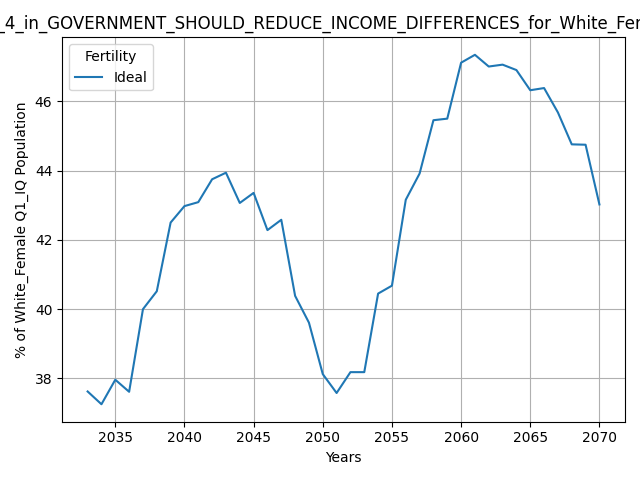 _4_in_GOVERNMENT_SHOULD_REDUCE_INCOME_DIFFERENCES_for_White_Fer
Fertility
Ideal
% of White_Female Q1_IQ Population
46
44
42
40
38
2035 2040 2045 2050 2055 2060 2065 2070
Years